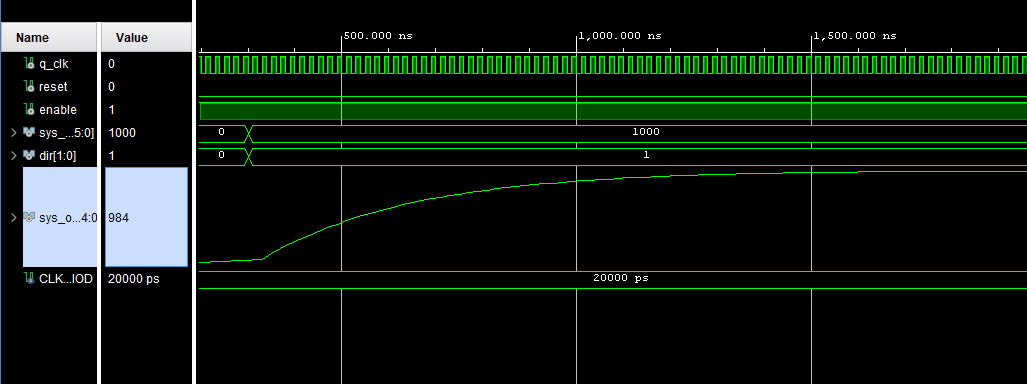 Name Value
500.000 ns 1,000.000 ns 1,500.000 ns
q_clk 0
reset 0
enable 1
sys_...5:0] 1000 0 1000
dir[1:0] 1 0 1
sys_o...4:0 984
CLK...IOD 20000 ps 20000 ps